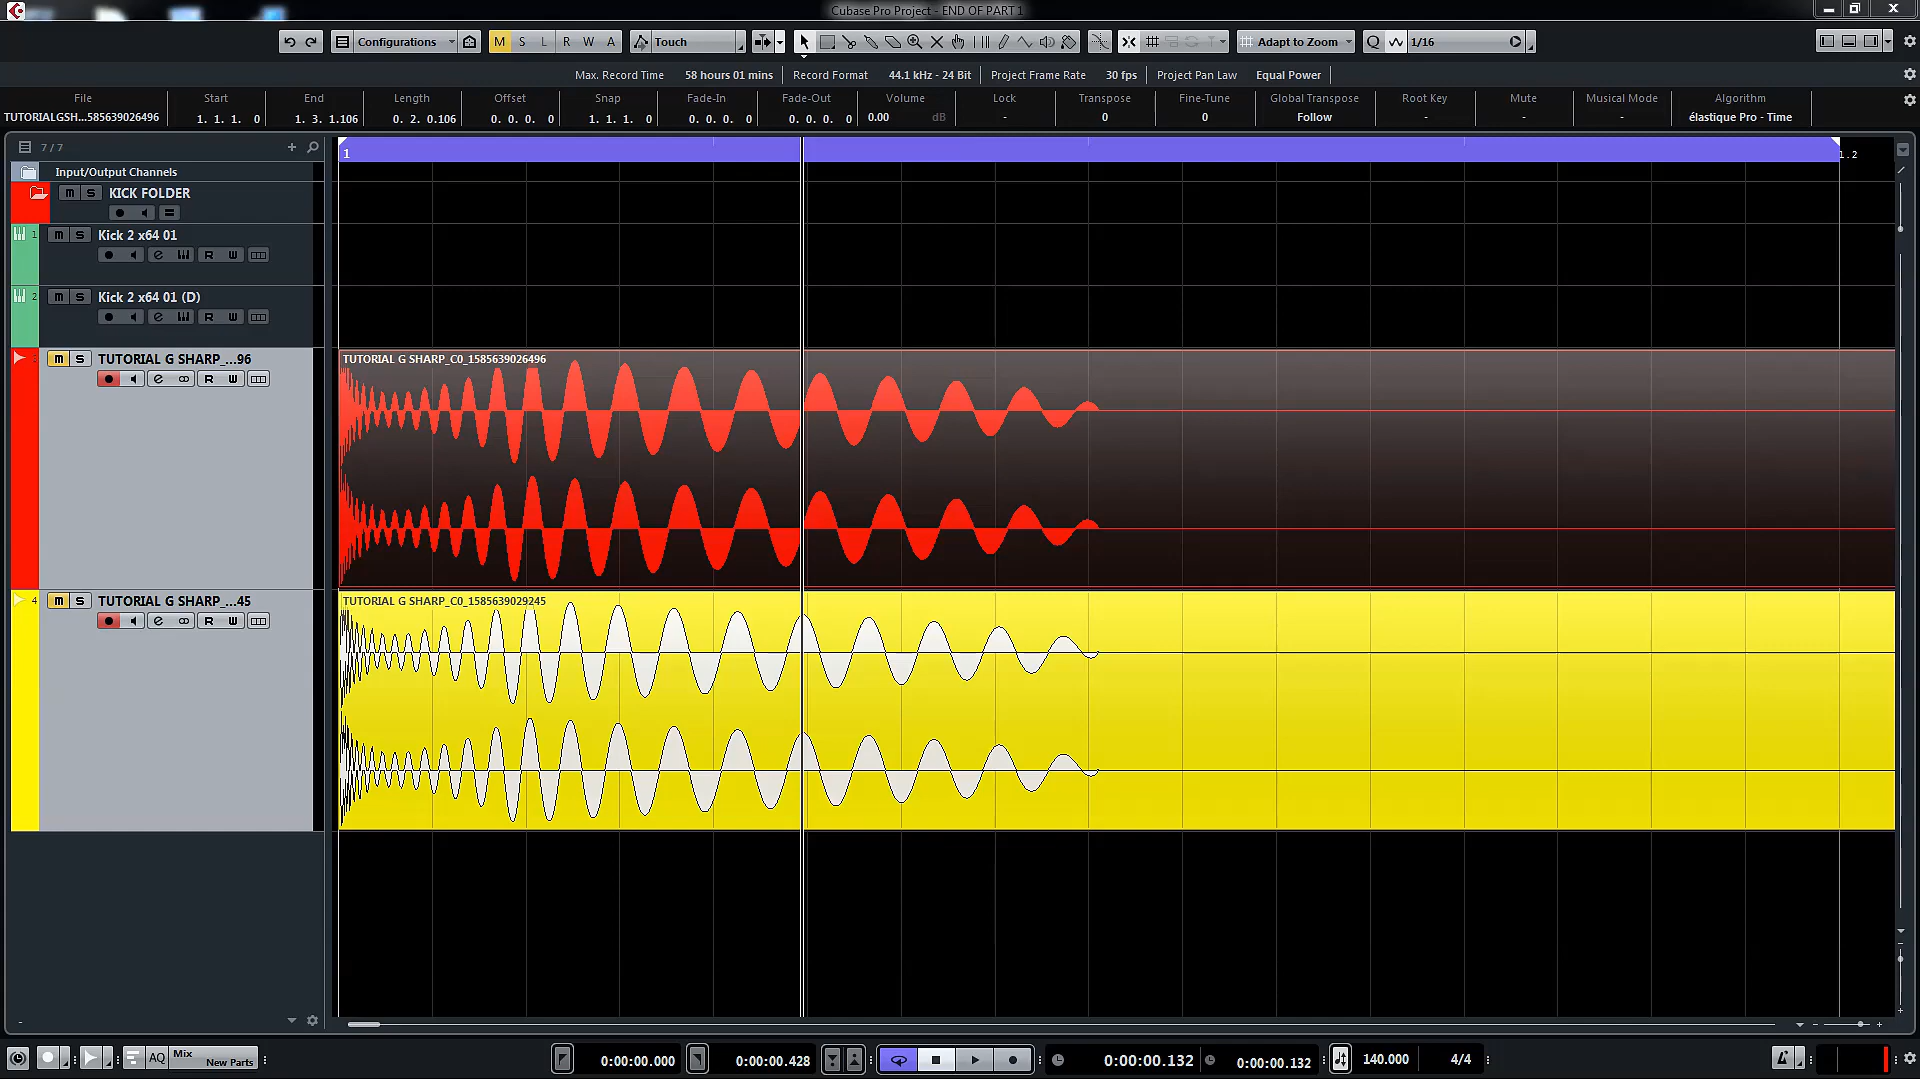 Cubase Pro Project - END OF PART 1
Configurations M S L R W A Touch Adapt to Zoom Q 1/16
Max. Record Time 58 hours 01 mins Record Format 44.1 kHz - 24 Bit Project Frame Rate 30 fps Project Pan Law Equal Power
File Start End Length Offset Snap Fade-In Fade-Out Volume Lock Transpose Fine-Tune Global Transpose Root Key Mute Musical Mode Algorithm
TUTORIALGSH...585639026496 1. 1. 1. 0 1. 3. 1.106 0. 2. 0.106 0. 0. 0. 0 1. 1. 1. 0 0. 0. 0. 0 0. 0. 0. 0 0.00 dB - 0 0 Follow - - - élastique Pro - Time
7 / 7
1 1.2
Input/Output Channels
m S KICK FOLDER
1 m S Kick 2 x64 01
e R W
2 m S Kick 2 x64 01 (D)
e R W
3 m S TUTORIAL G SHARP_...96
TUTORIAL G SHARP_C0_1585639026496
e R W
4 m S TUTORIAL G SHARP_...45
TUTORIAL G SHARP_C0_1585639029245
e R W
AQ Mix New Parts 0:00:00.000 0:00:00.428 0:00:00.132 0:00:00.132 140.000 4/4